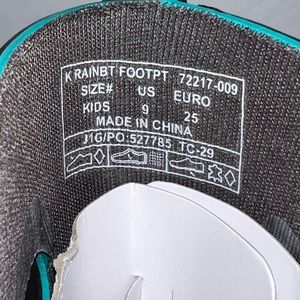 K RAINBT FOOTPT 72217-009
SIZE# US EURO
KIDS 9 25
MADE IN CHINA
J1G/PO:527785 TC-29